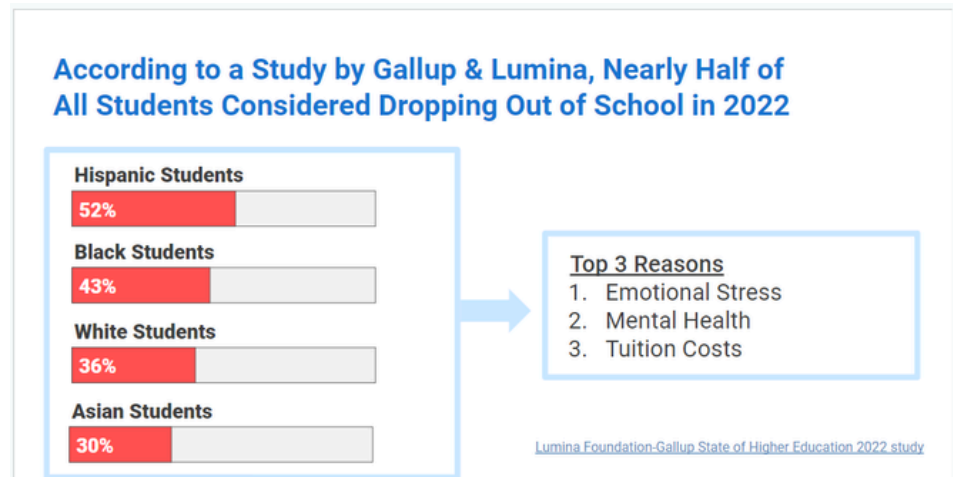 According to a Study by Gallup & Lumina, Nearly Half of
All Students Considered Dropping Out of School in 2022
Hispanic Students
52%
Black Students
43%
White Students
36%
Asian Students
30%
Top 3 Reasons
1. Emotional Stress
2. Mental Health
3. Tuition Costs
Lumina Foundation-Gallup State of Higher Education 2022 study